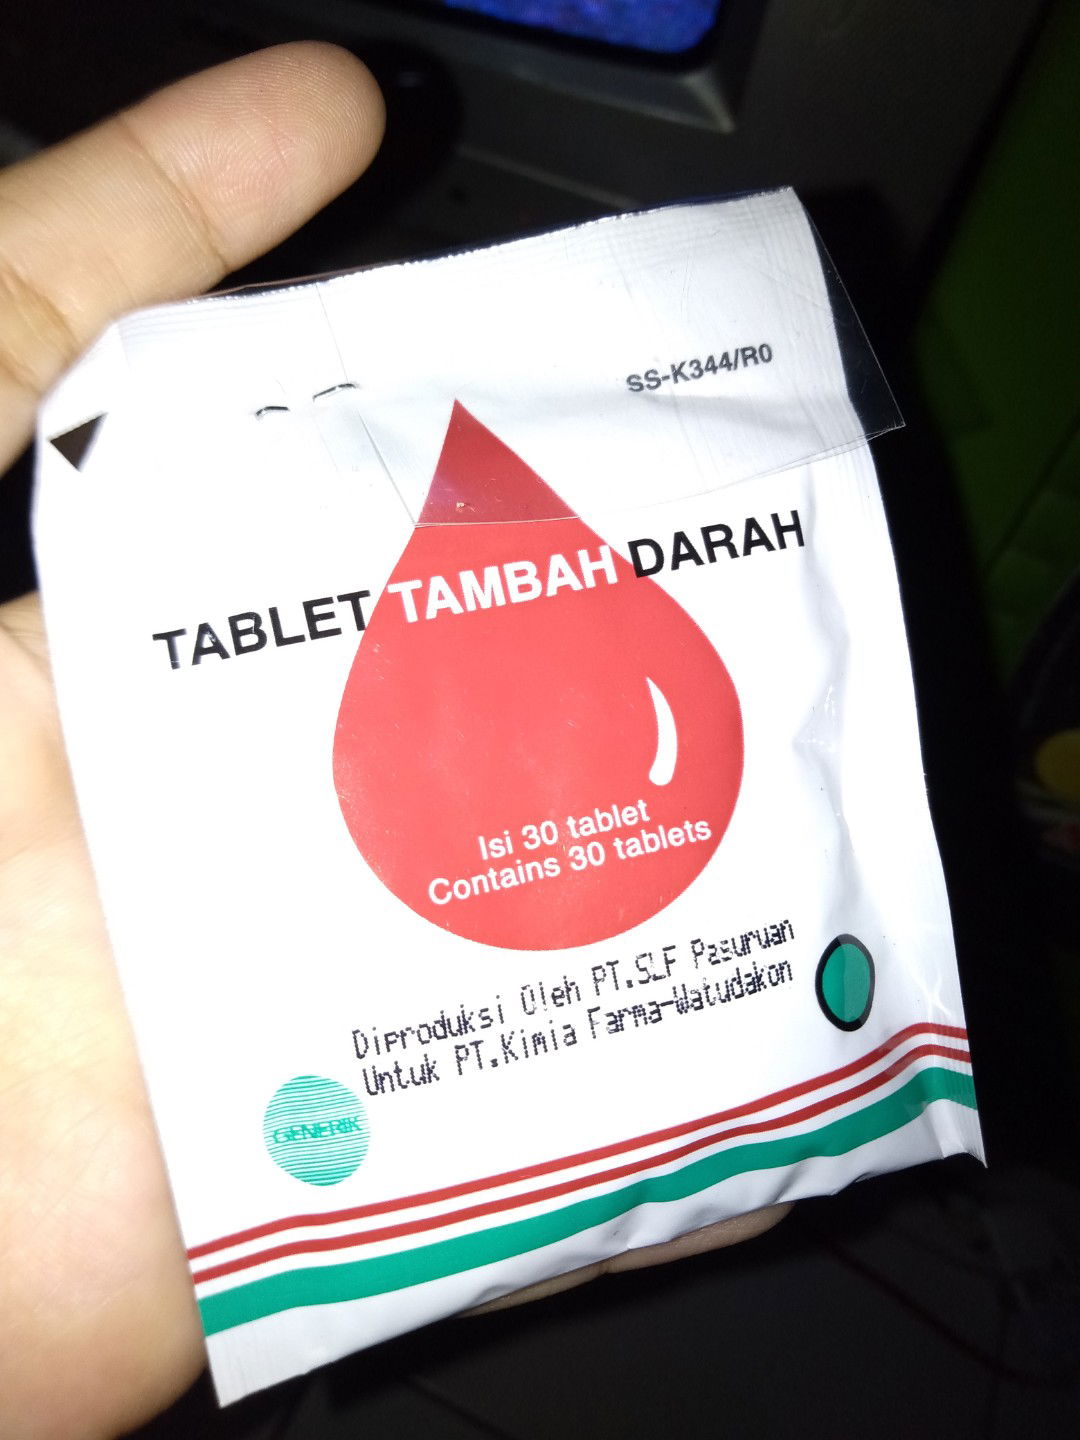 SS-K344/R0
TABLET TAMBAH DARAH
Isi 30 tablet
Contains 30 tablets
Diproduksi Oleh PT.SLF Pasuruan
Untuk PT.Kimia Farma-Watudakon
GENERIK